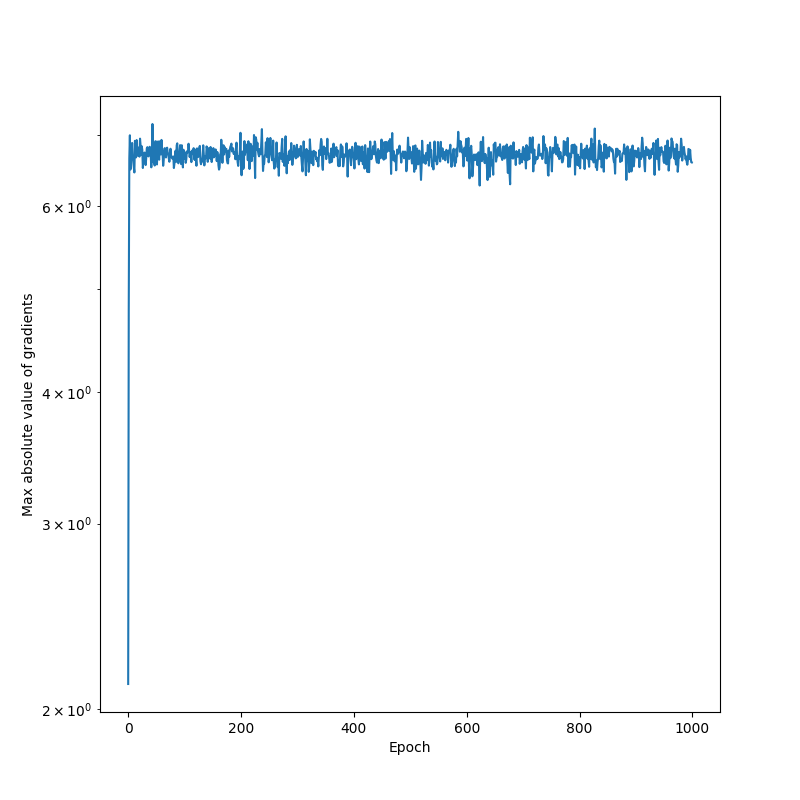 Max absolute value of gradients
6 × 10⁰
4 × 10⁰
3 × 10⁰
2 × 10⁰
0 200 400 600 800 1000
Epoch